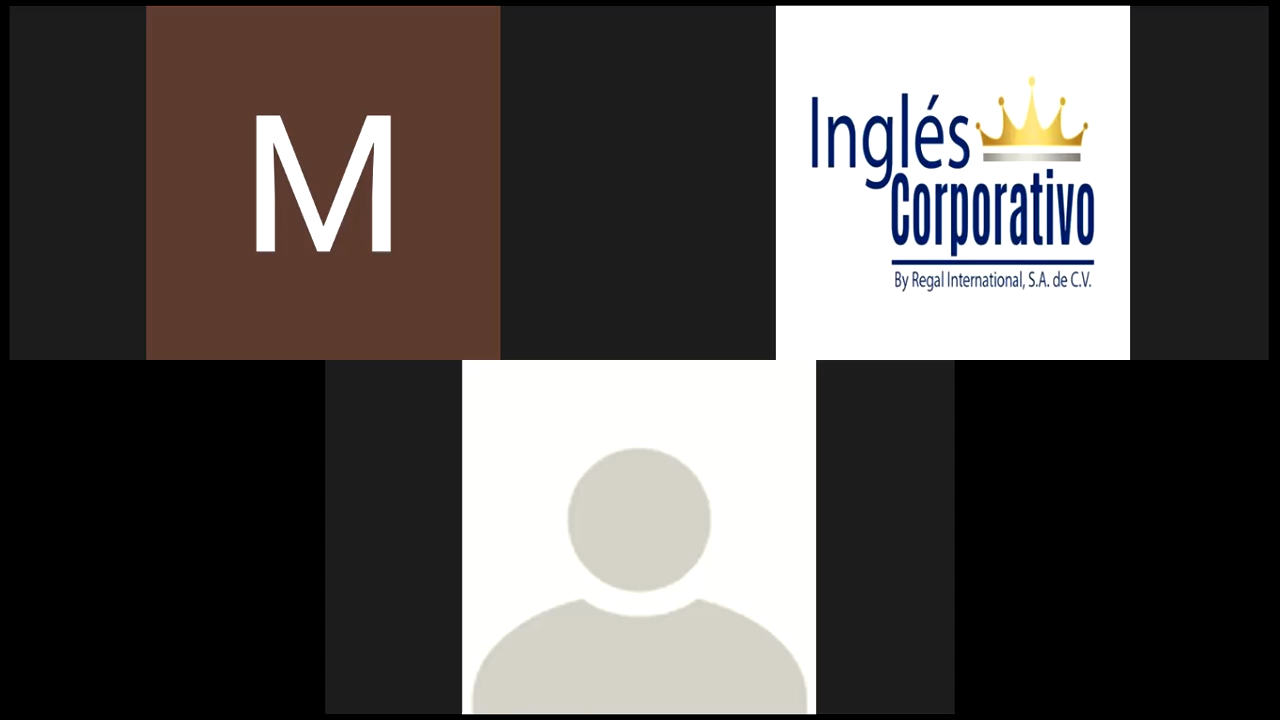 M
Inglés
Corporativo
By Regal International, S.A. de C.V.